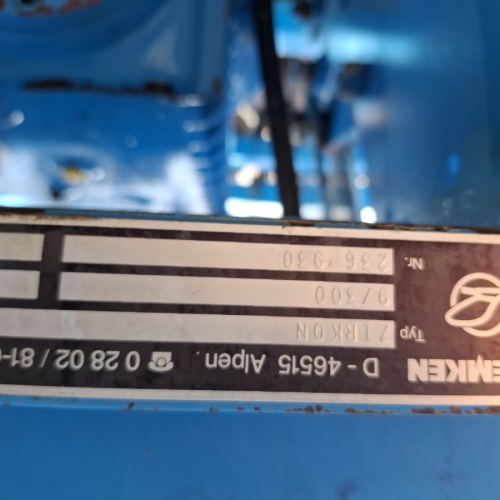 EMKEN D - 46515 Alpen ☎ 0 28 02 / 81-
Typ ZIRKON
9/300
Nr. 236 930